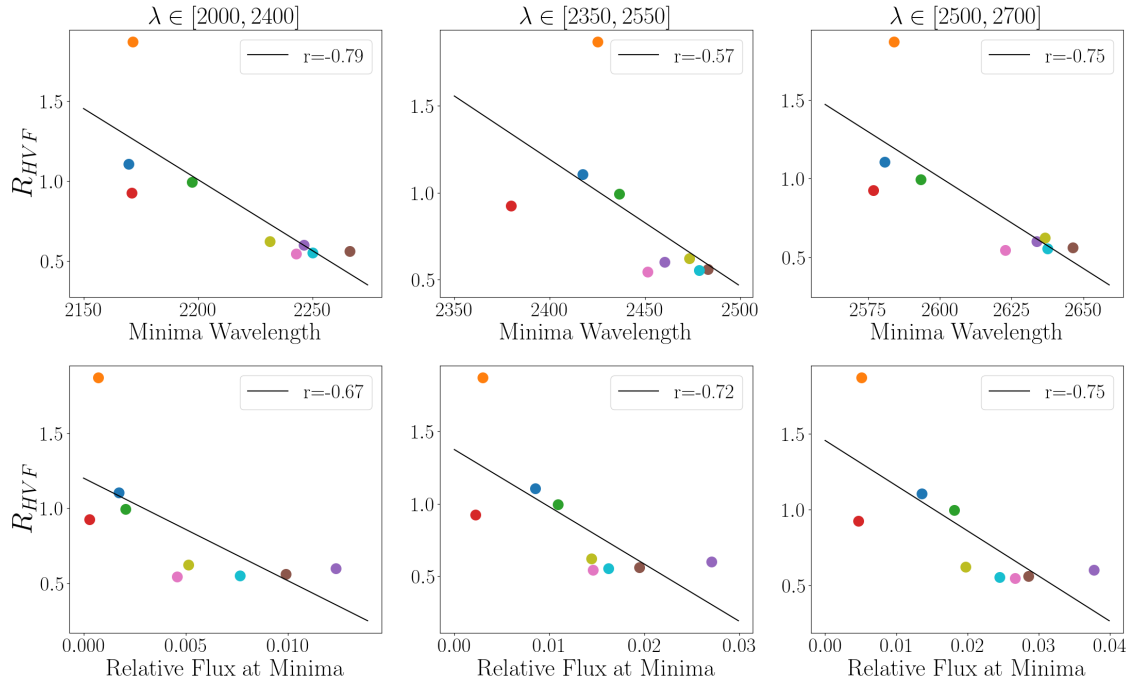 λ ∈ [2000, 2400]
λ ∈ [2350, 2550]
λ ∈ [2500, 2700]
R_{HVF}
1.5
1.0
0.5
r=-0.79
2150
2200
2250
Minima Wavelength
1.5
1.0
0.5
r=-0.57
2350
2400
2450
2500
Minima Wavelength
1.5
1.0
0.5
r=-0.75
2575
2600
2625
2650
Minima Wavelength
R_{HVF}
1.5
1.0
0.5
r=-0.67
0.000
0.005
0.010
Relative Flux at Minima
1.5
1.0
0.5
r=-0.72
0.00
0.01
0.02
0.03
Relative Flux at Minima
1.5
1.0
0.5
r=-0.75
0.00
0.01
0.02
0.03
0.04
Relative Flux at Minima